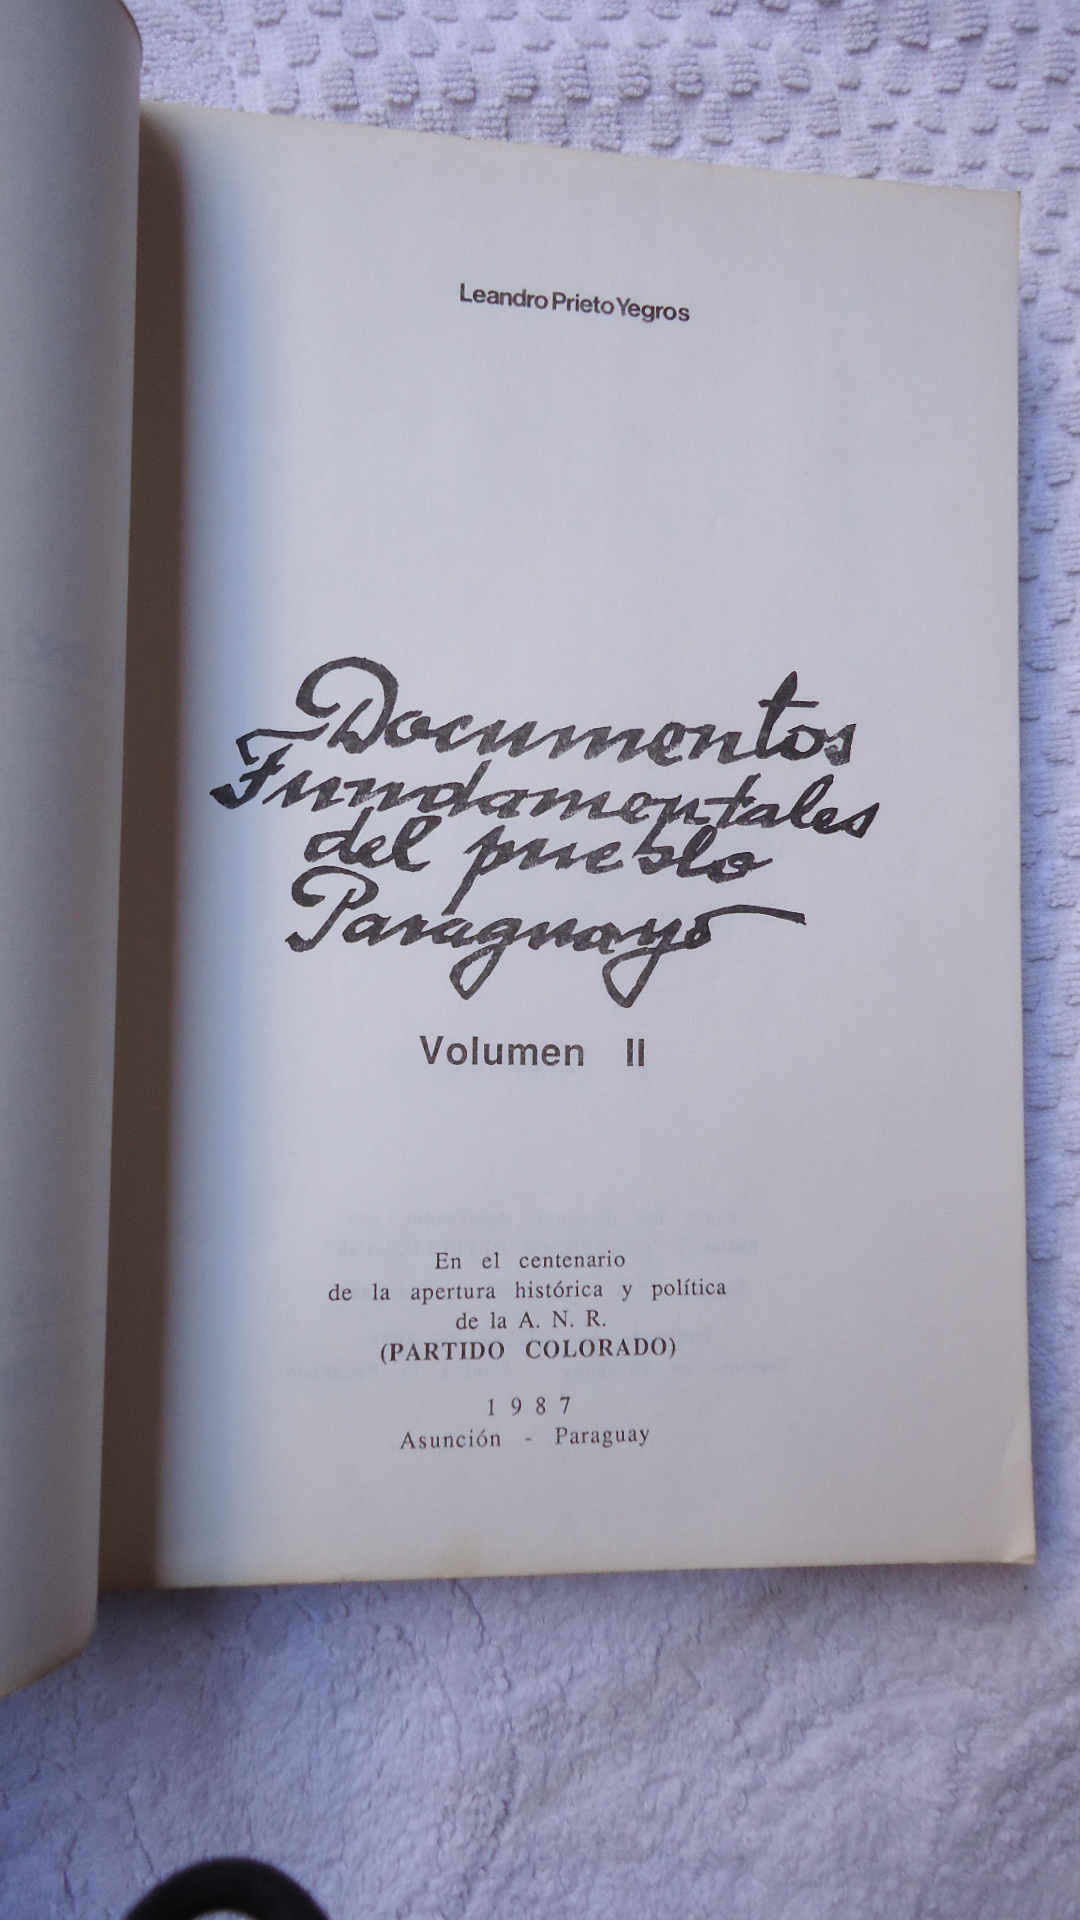 Leandro Prieto Yegros
Documentos
Fundamentales
del pueblo
Paraguayo
Volumen II
En el centenario
de la apertura histórica y política
de la A. N. R.
(PARTIDO COLORADO)
1987
Asunción - Paraguay